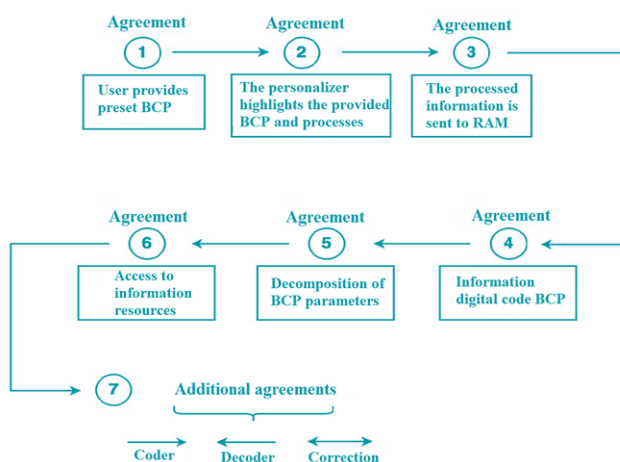 Agreement
Agreement
Agreement
1
2
3
User provides
preset BCP
The personalizer
highlights the provided
BCP and processes
The processed
information is
sent to RAM
Agreement
Agreement
Agreement
6
5
4
Access to
information
resources
Decomposition of
BCP parameters
Information
digital code BCP
7
Additional agreements
Coder
Decoder
Correction